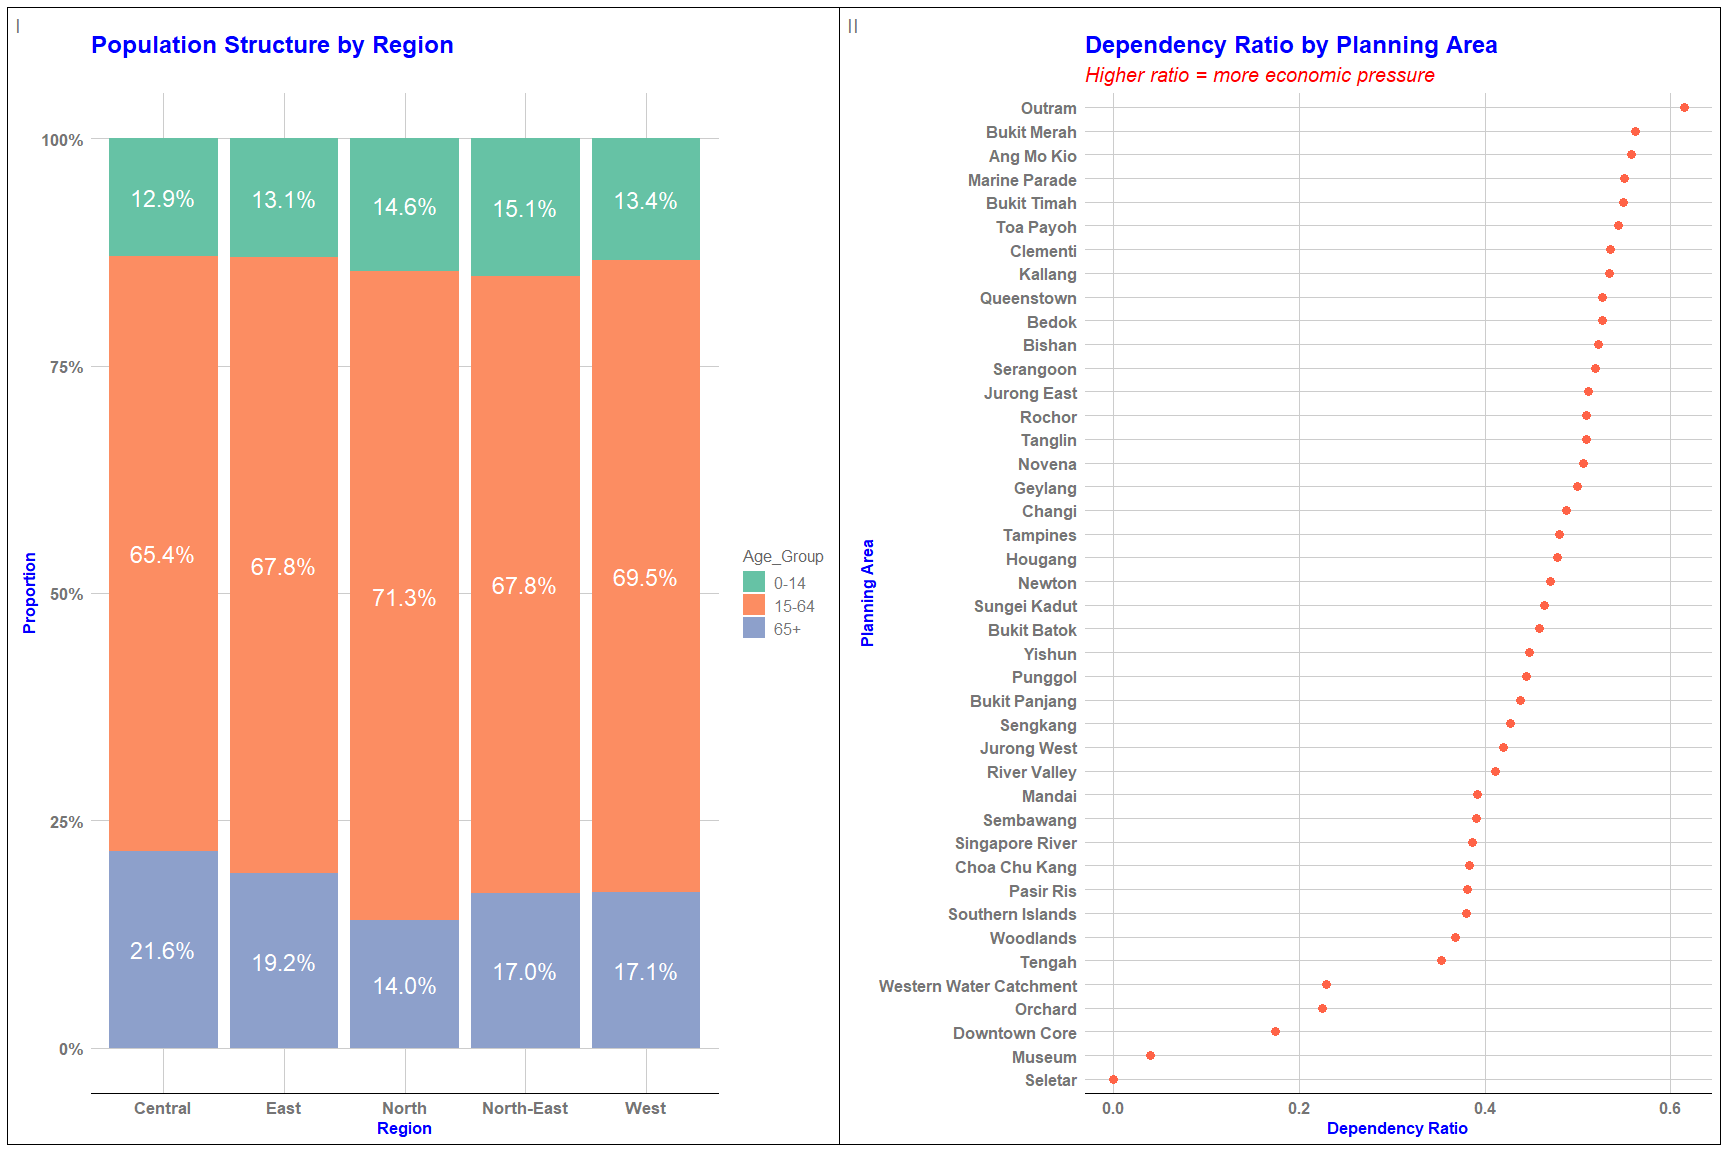 I
Population Structure by Region
100%
75%
50%
25%
0%
Proportion
12.9%
13.1%
14.6%
15.1%
13.4%
65.4%
67.8%
71.3%
67.8%
69.5%
21.6%
19.2%
14.0%
17.0%
17.1%
Central
East
North
North-East
West
Region
Age_Group
0-14
15-64
65+
II
Dependency Ratio by Planning Area
Higher ratio = more economic pressure
Planning Area
Outram
Bukit Merah
Ang Mo Kio
Marine Parade
Bukit Timah
Toa Payoh
Clementi
Kallang
Queenstown
Bedok
Bishan
Serangoon
Jurong East
Rochor
Tanglin
Novena
Geylang
Changi
Tampines
Hougang
Newton
Sungei Kadut
Bukit Batok
Yishun
Punggol
Bukit Panjang
Sengkang
Jurong West
River Valley
Mandai
Sembawang
Singapore River
Choa Chu Kang
Pasir Ris
Southern Islands
Woodlands
Tengah
Western Water Catchment
Orchard
Downtown Core
Museum
Seletar
0.0
0.2
0.4
0.6
Dependency Ratio